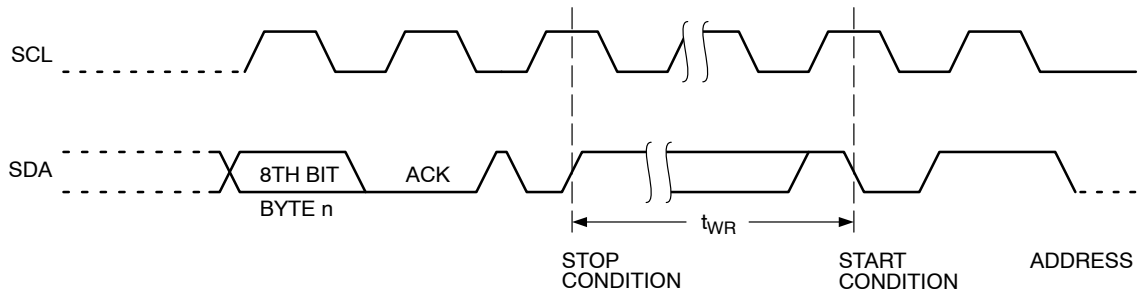 SCL
SDA
8TH BIT
ACK
BYTE n
tWR
STOP
CONDITION
START
CONDITION
ADDRESS